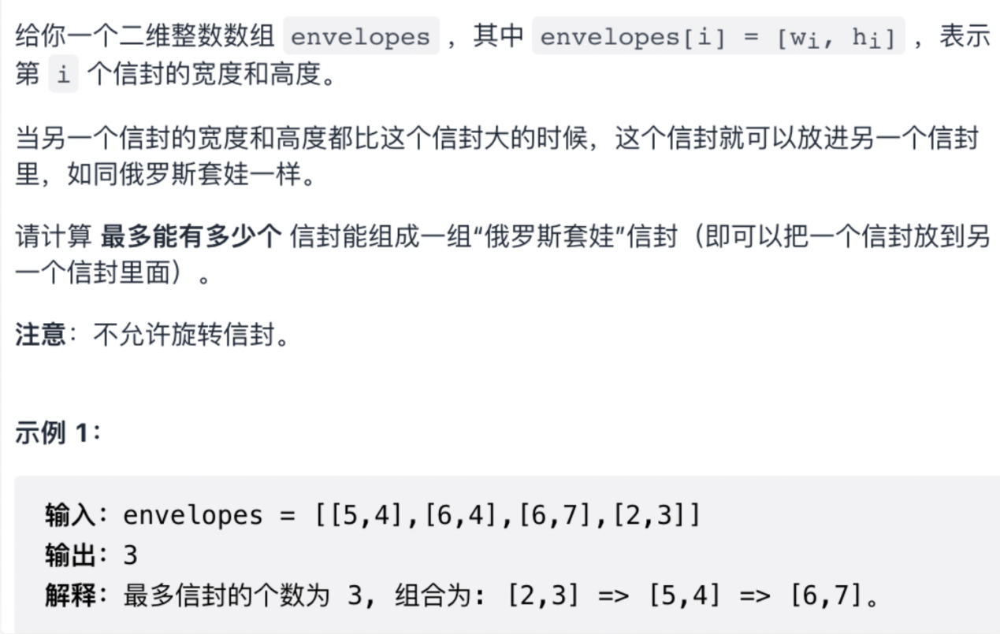 给你一个二维整数数组 envelopes ，其中 envelopes[i] = [wi, hi] ，表示
第 i 个信封的宽度和高度。
当另一个信封的宽度和高度都比这个信封大的时候，这个信封就可以放进另一个信封
里，如同俄罗斯套娃一样。
请计算 最多能有多少个 信封能组成一组“俄罗斯套娃”信封（即可以把一个信封放到另
一个信封里面）。
注意：不允许旋转信封。
示例 1：
输入：envelopes = [[5,4],[6,4],[6,7],[2,3]]
输出：3
解释：最多信封的个数为 3, 组合为: [2,3] => [5,4] => [6,7]。